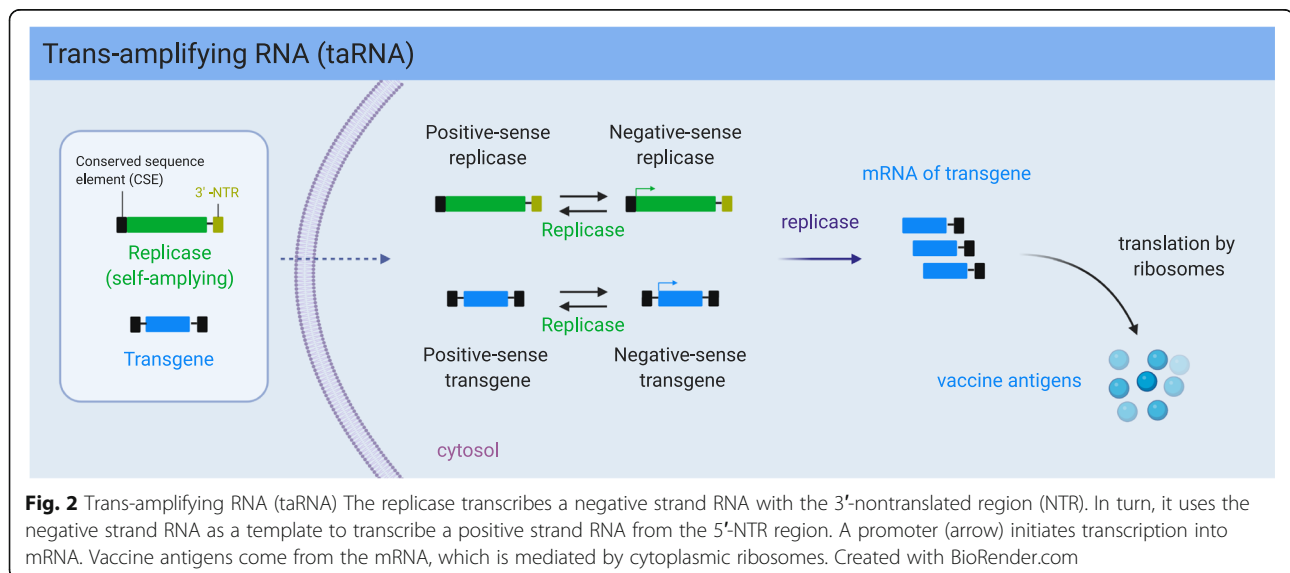 Trans-amplifying RNA (taRNA)
Conserved sequence
element (CSE)
3' -NTR
Replicase
(self-amplying)
Transgene
Positive-sense
replicase
Negative-sense
replicase
Replicase
Replicase
Positive-sense
transgene
Negative-sense
transgene
cytosol
replicase
mRNA of transgene
translation by
ribosomes
vaccine antigens
Fig. 2 Trans-amplifying RNA (taRNA) The replicase transcribes a negative strand RNA with the 3′-nontranslated region (NTR). In turn, it uses the
negative strand RNA as a template to transcribe a positive strand RNA from the 5′-NTR region. A promoter (arrow) initiates transcription into
mRNA. Vaccine antigens come from the mRNA, which is mediated by cytoplasmic ribosomes. Created with BioRender.com